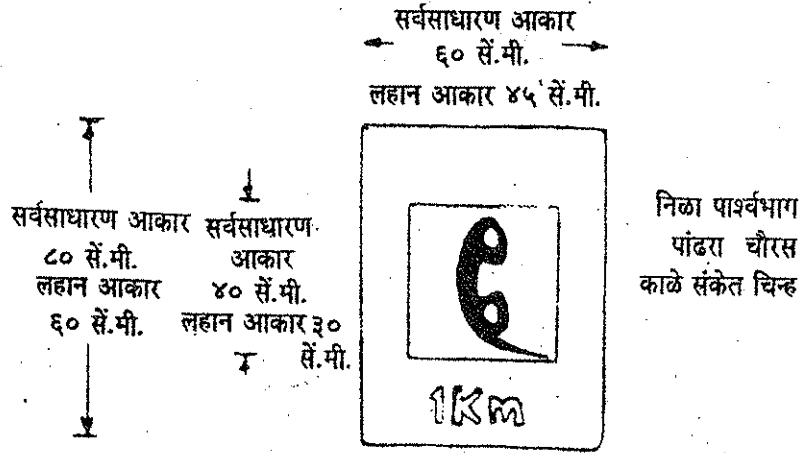 सर्वसाधारण आकार
६० सें.मी.
लहान आकार ४५ सें.मी.
सर्वसाधारण आकार
८० सें.मी.
लहान आकार
६० सें.मी.
सर्वसाधारण
आकार
४० सें.मी.
लहान आकार ३०
सें.मी.
1Km
निळा पार्श्वभाग
पांढरा चौरस
काळे संकेत चिन्ह